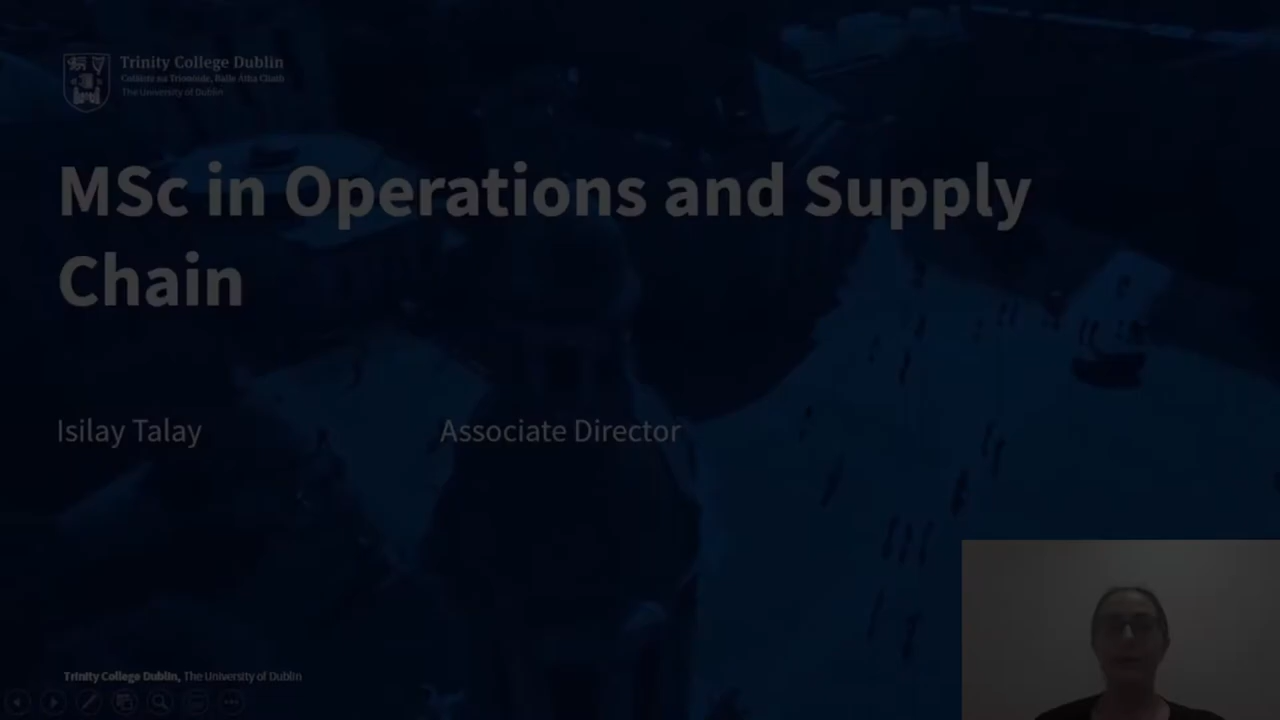 Trinity College Dublin
Coláiste na Tríonóide, Baile Átha Cliath
The University of Dublin
MSc in Operations and Supply
Chain
Isilay Talay
Associate Director
Trinity College Dublin, The University of Dublin